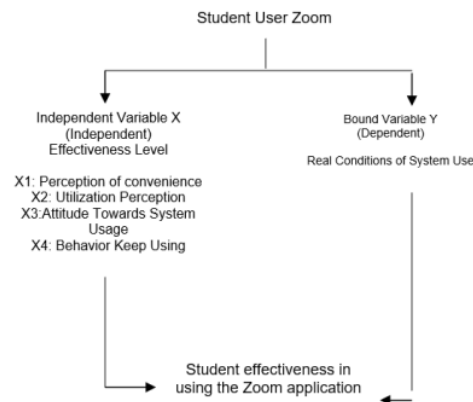 Student User Zoom
Independent Variable X
(Independent)
Effectiveness Level
X1: Perception of convenience
X2: Utilization Perception
X3:Attitude Towards System
Usage
X4: Behavior Keep Using
Bound Variable Y
(Dependent)
Real Conditions of System Use
Student effectiveness in
using the Zoom application